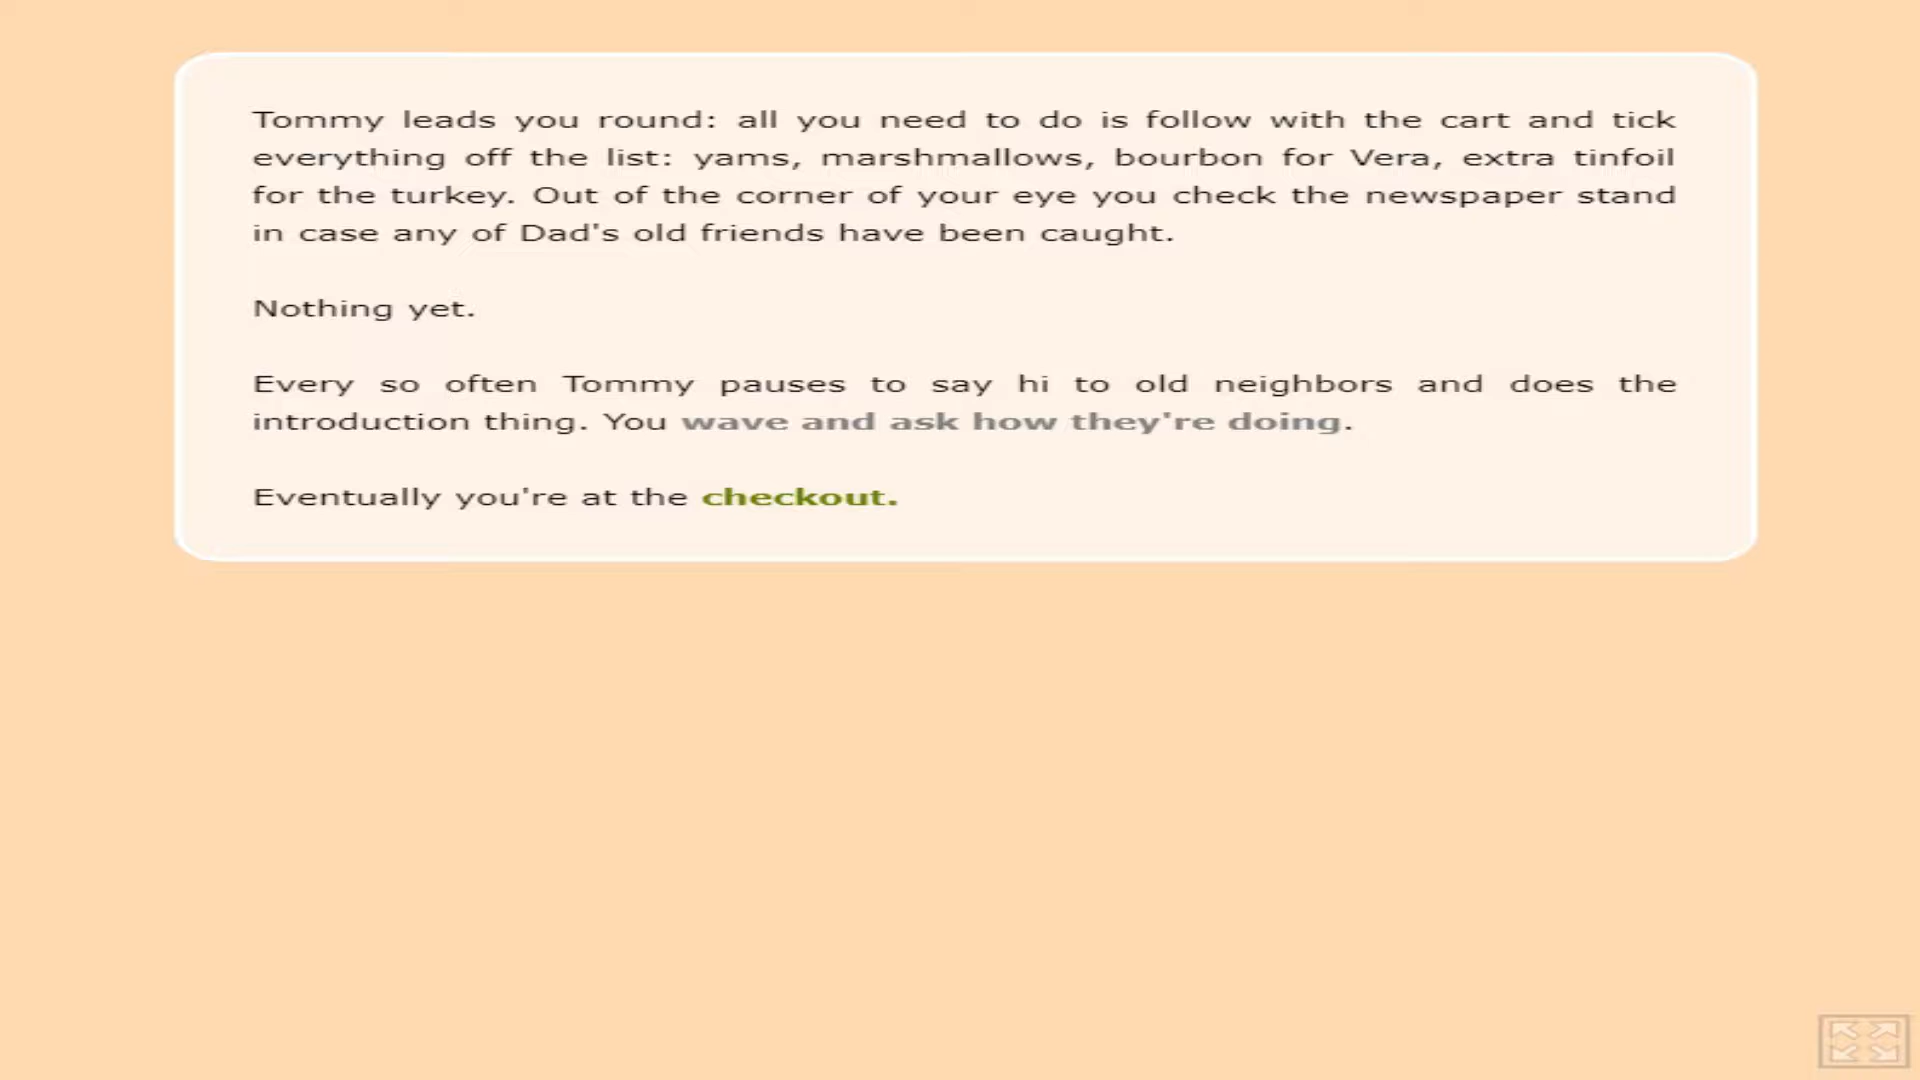 Tommy leads you round: all you need to do is follow with the cart and tick
everything off the list: yams, marshmallows, bourbon for Vera, extra tinfoil
for the turkey. Out of the corner of your eye you check the newspaper stand
in case any of Dad's old friends have been caught.
Nothing yet.
Every so often Tommy pauses to say hi to old neighbors and does the
introduction thing. You wave and ask how they're doing.
Eventually you're at the checkout.